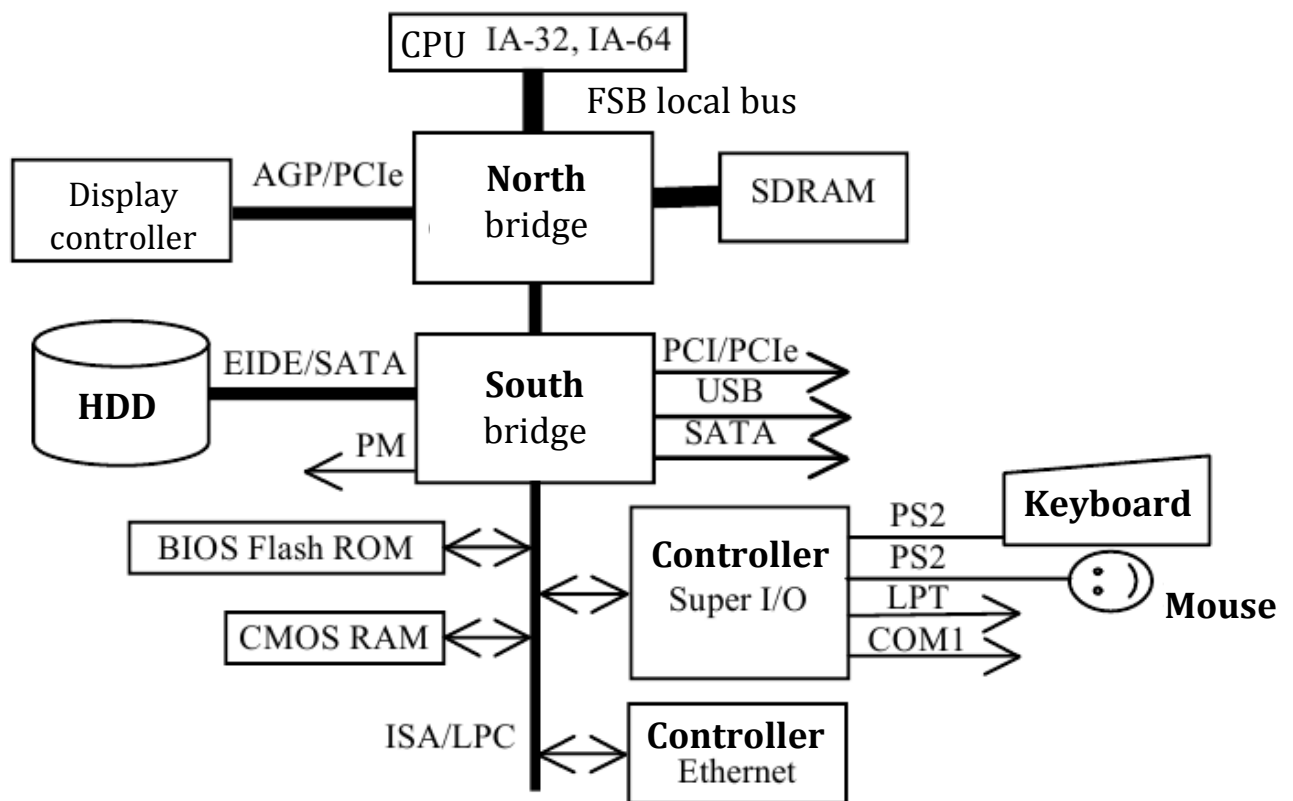 CPU IA-32, IA-64
FSB local bus
AGP/PCIe
Display
controller
North
bridge
SDRAM
HDD
EIDE/SATA
South
bridge
PCI/PCIe
USB
SATA
PM
BIOS Flash ROM
CMOS RAM
ISA/LPC
Controller
Super I/O
PS2
Keyboard
PS2
Mouse
LPT
COM1
Controller
Ethernet